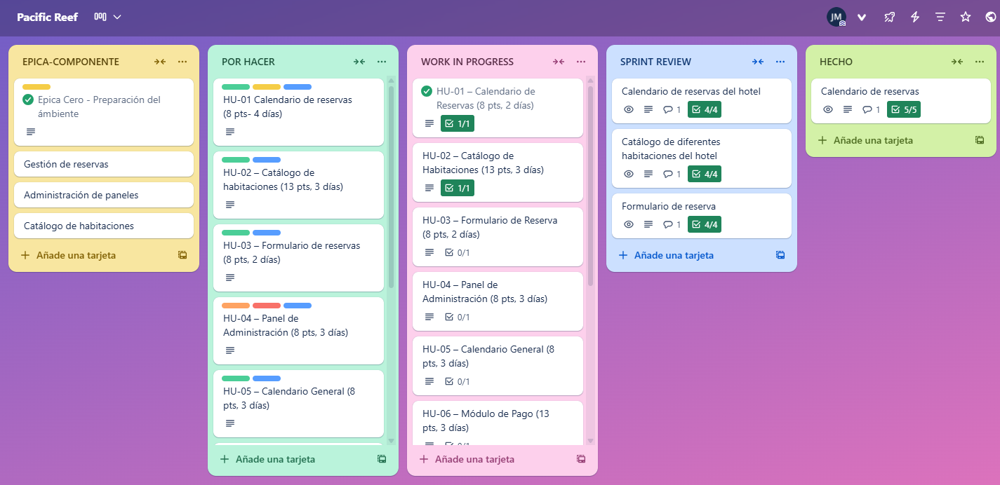 Pacific Reef
JM
EPICA-COMPONENTE
Epica Cero - Preparación del
ámbiente
Gestión de reservas
Administración de paneles
Catálogo de habitaciones
Añade una tarjeta
POR HACER
HU-01 Calendario de reservas
(8 pts- 4 días)
HU-02 – Catálogo de
habitaciones (13 pts, 3 días)
HU-03 – Formulario de reservas
(8 pts, 2 días)
HU-04 – Panel de
Administración (8 pts, 3 días)
HU-05 – Calendario General (8
pts, 3 días)
Añade una tarjeta
WORK IN PROGRESS
HU-01 – Calendario de
Reservas (8 pts, 2 días)
1/1
HU-02 – Catálogo de
Habitaciones (13 pts, 3 días)
1/1
HU-03 – Formulario de Reserva
(8 pts, 2 días)
0/1
HU-04 – Panel de
Administración (8 pts, 3 días)
0/1
HU-05 – Calendario General (8
pts, 3 días)
0/1
HU-06 – Módulo de Pago (13
pts, 3 días)
0/1
Añade una tarjeta
SPRINT REVIEW
Calendario de reservas del hotel
1 4/4
Catálogo de diferentes
habitaciones del hotel
1 4/4
Formulario de reserva
1 4/4
Añade una tarjeta
HECHO
Calendario de reservas
1 5/5
Añade una tarjeta